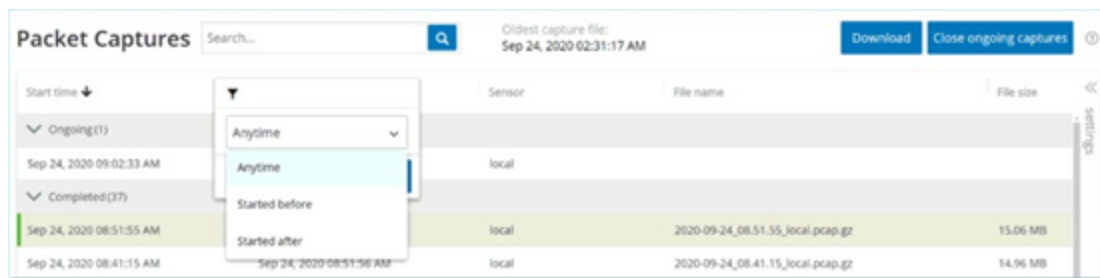 Packet Captures
Search...
Oldest capture file:
Sep 24, 2020 02:31:17 AM
Download
Close ongoing captures
Start time
Sensor
File name
File size
settings
Anytime
Ongoing (1)
Sep 24, 2020 09:02:33 AM
local
Anytime
Completed (37)
Started before
Sep 24, 2020 08:51:55 AM
local
2020-09-24_08.51.55_local.pcap.gz
15.06 MB
Started after
Sep 24, 2020 08:41:15 AM
Sep 24, 2020 08:51:56 AM
local
2020-09-24_08.41.15_local.pcap.gz
14.96 MB